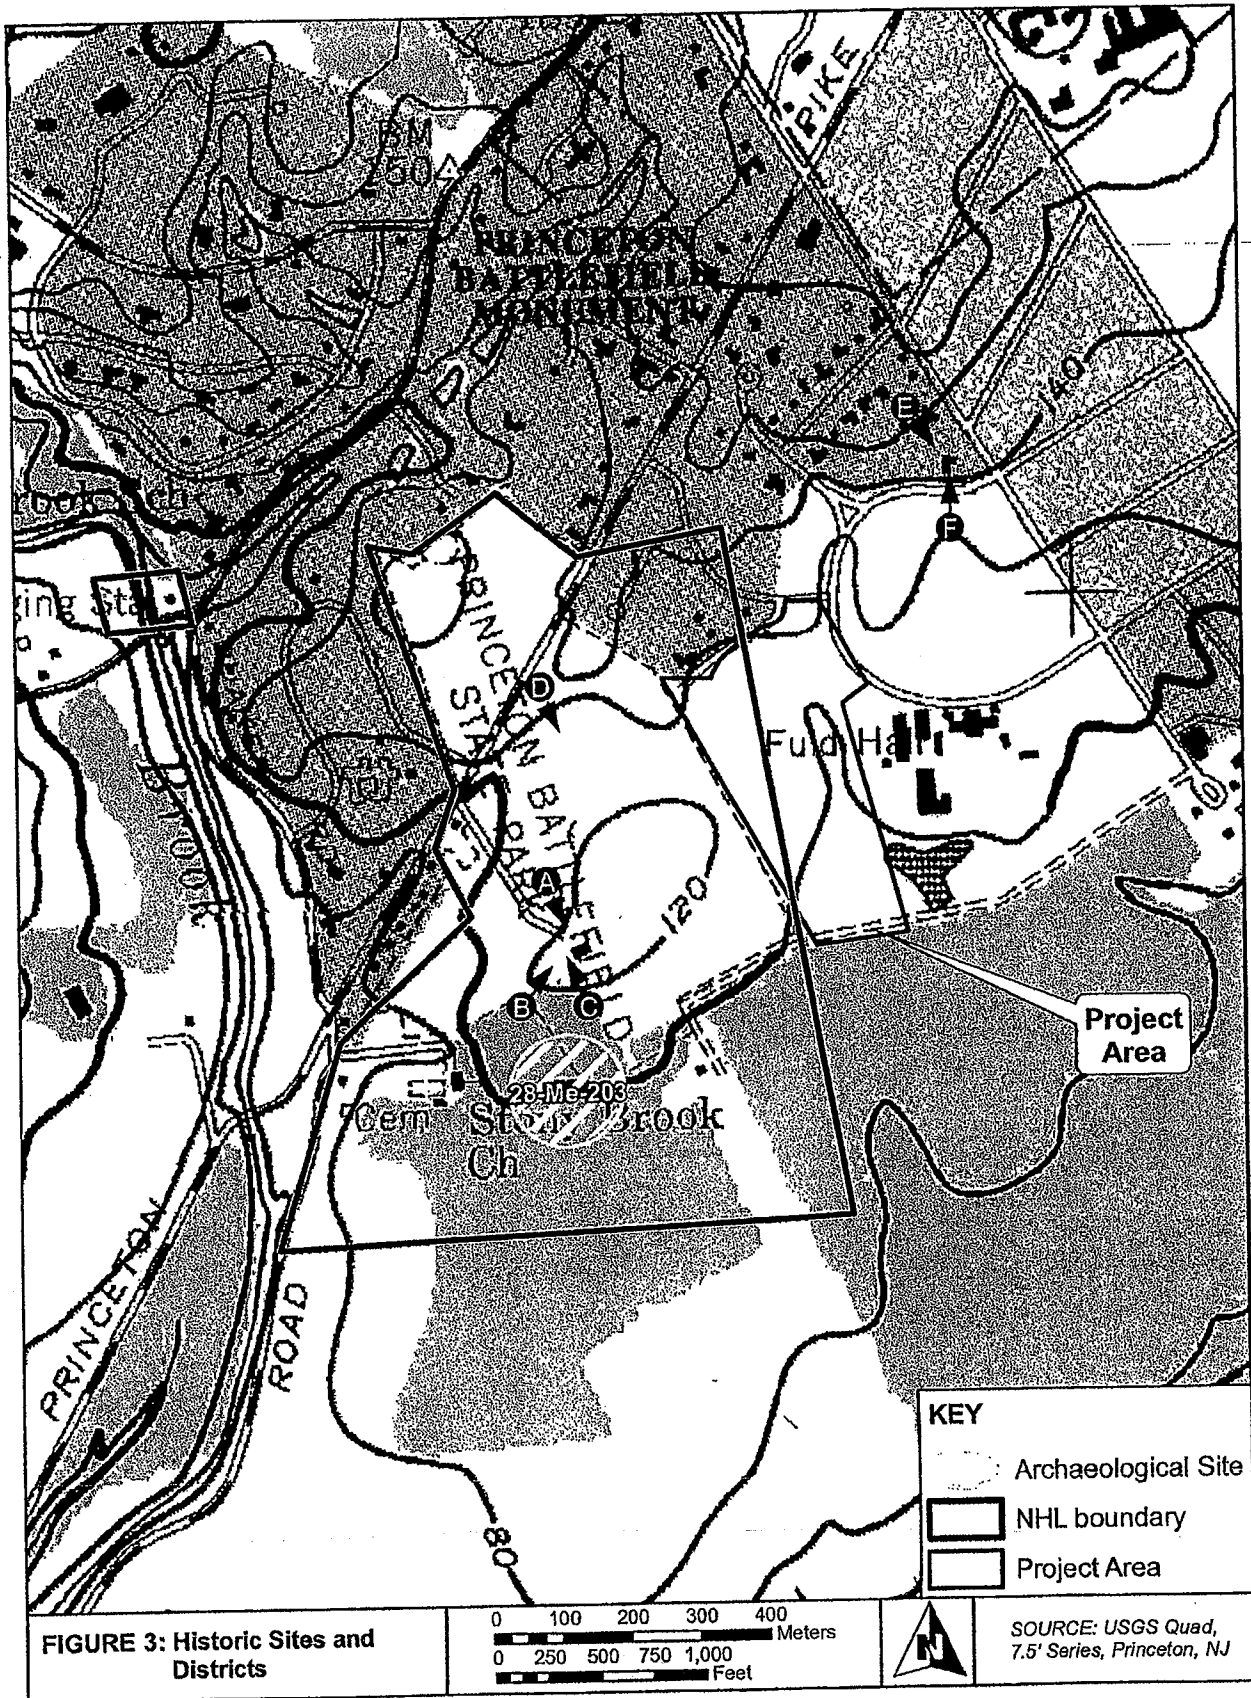 PIKE
BM
PRINCETON
BATTLEFIELD
MONUMENT
140
E
F
PRINCETON BATTLEFIELD
STATE PARK
D
Fuld Hall
Brook
A
120
B
C
Project
Area
28-Me-203
Cem
Stony Brook
Ch
PRINCETON
ROAD
80
KEY
Archaeological Site
NHL boundary
Project Area
FIGURE 3: Historic Sites and
Districts
0 100 200 300 400
Meters
0 250 500 750 1,000
Feet
N
SOURCE: USGS Quad,
7.5' Series, Princeton, NJ